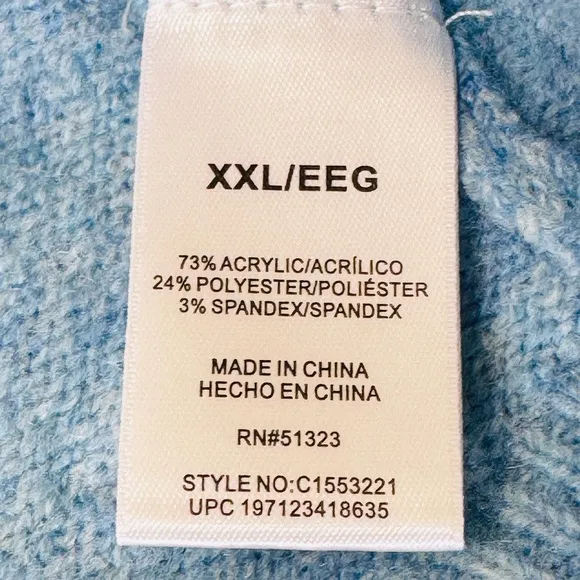 XXL/EEG
73% ACRYLIC/ACRÍLICO
24% POLYESTER/POLIÉSTER
3% SPANDEX/SPANDEX
MADE IN CHINA
HECHO EN CHINA
RN#51323
STYLE NO:C1553221
UPC 197123418635